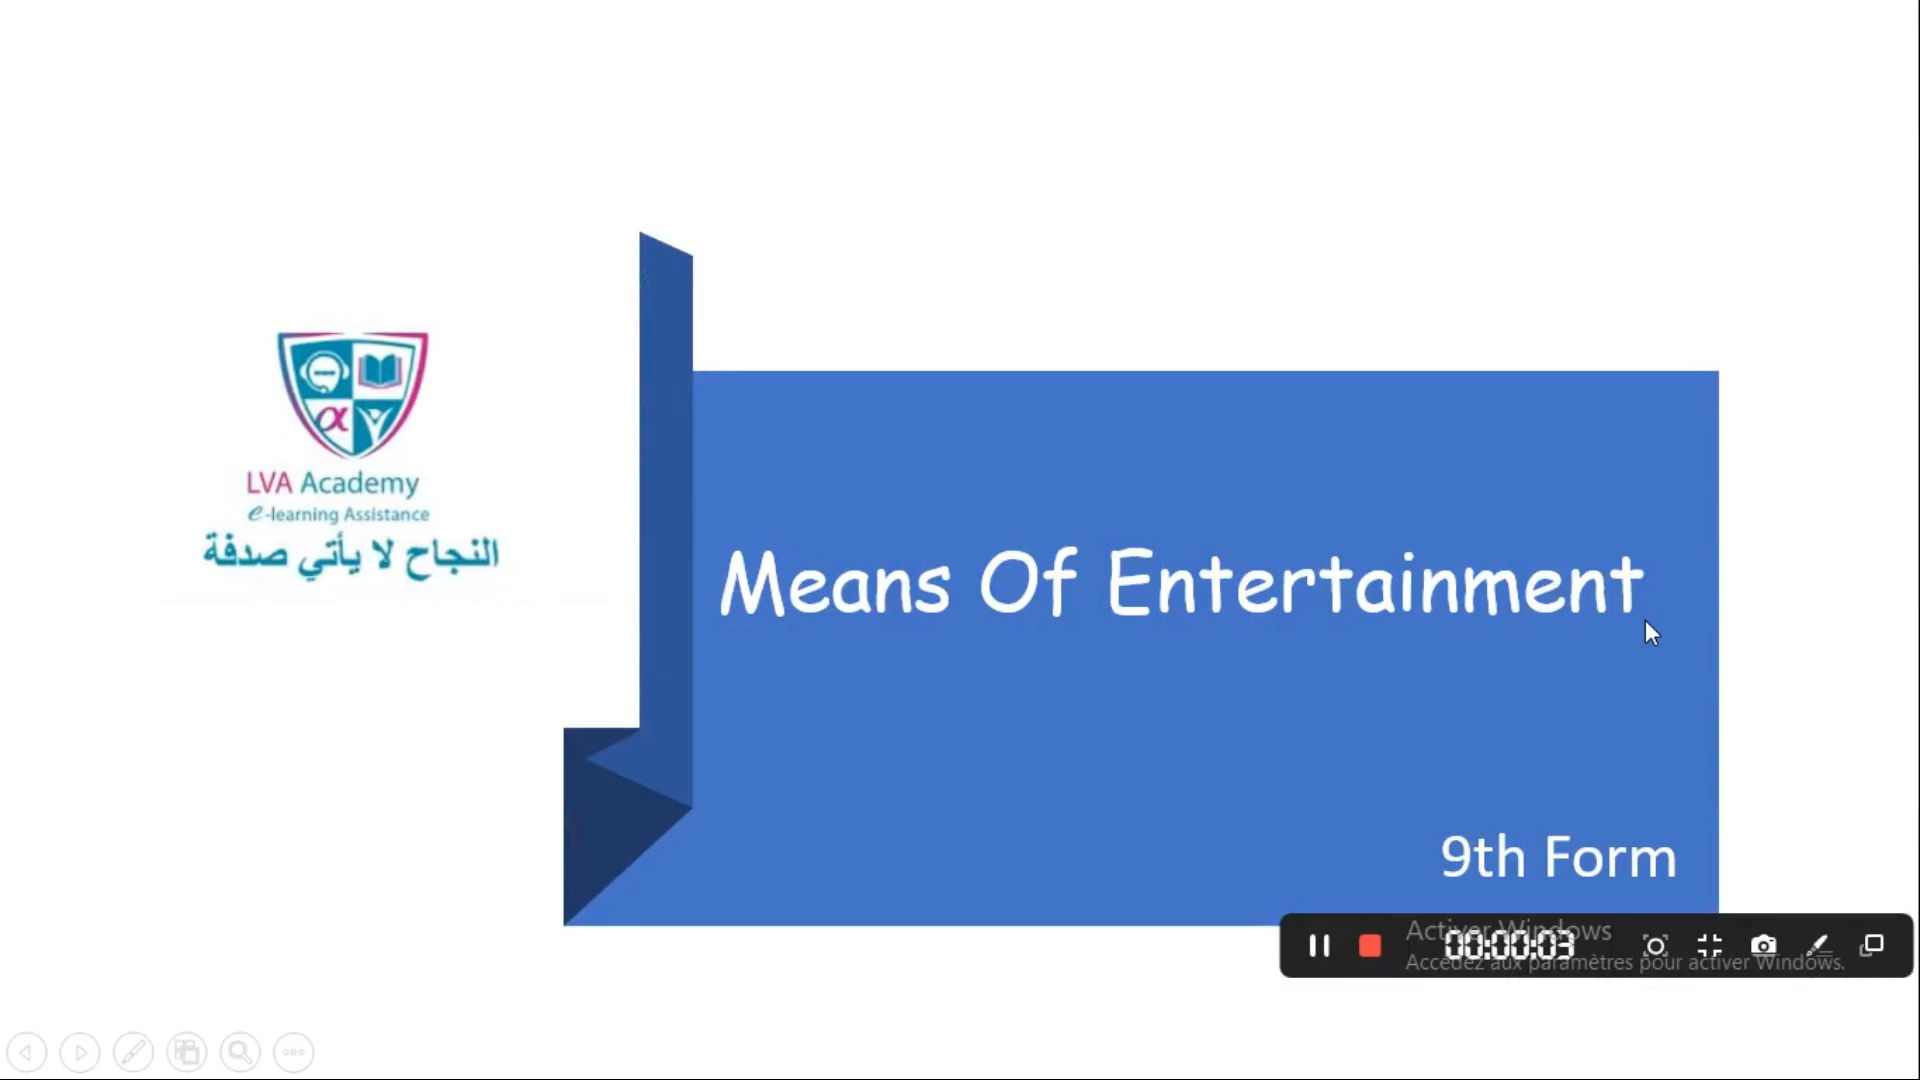 LVA Academy
e-learning Assistance
النجاح لا يأتي صدفة
Means Of Entertainment
9th Form
Activer Windows
00:00:03
Accédez aux paramètres pour activer Windows.